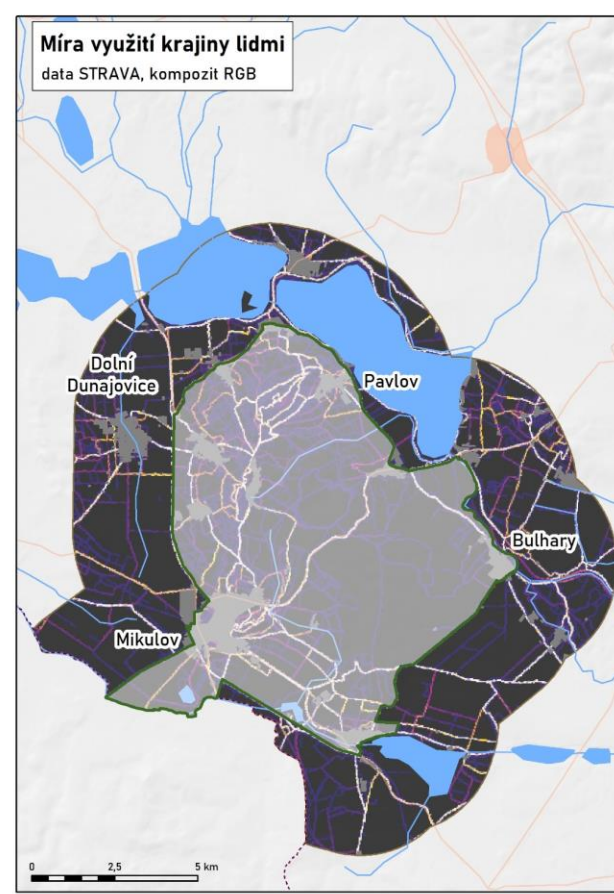 Míra využití krajiny lidmi
data STRAVA, kompozit RGB
Dolní
Dunajovice
Pavlov
Bulhary
Mikulov
0 2,5 5 km